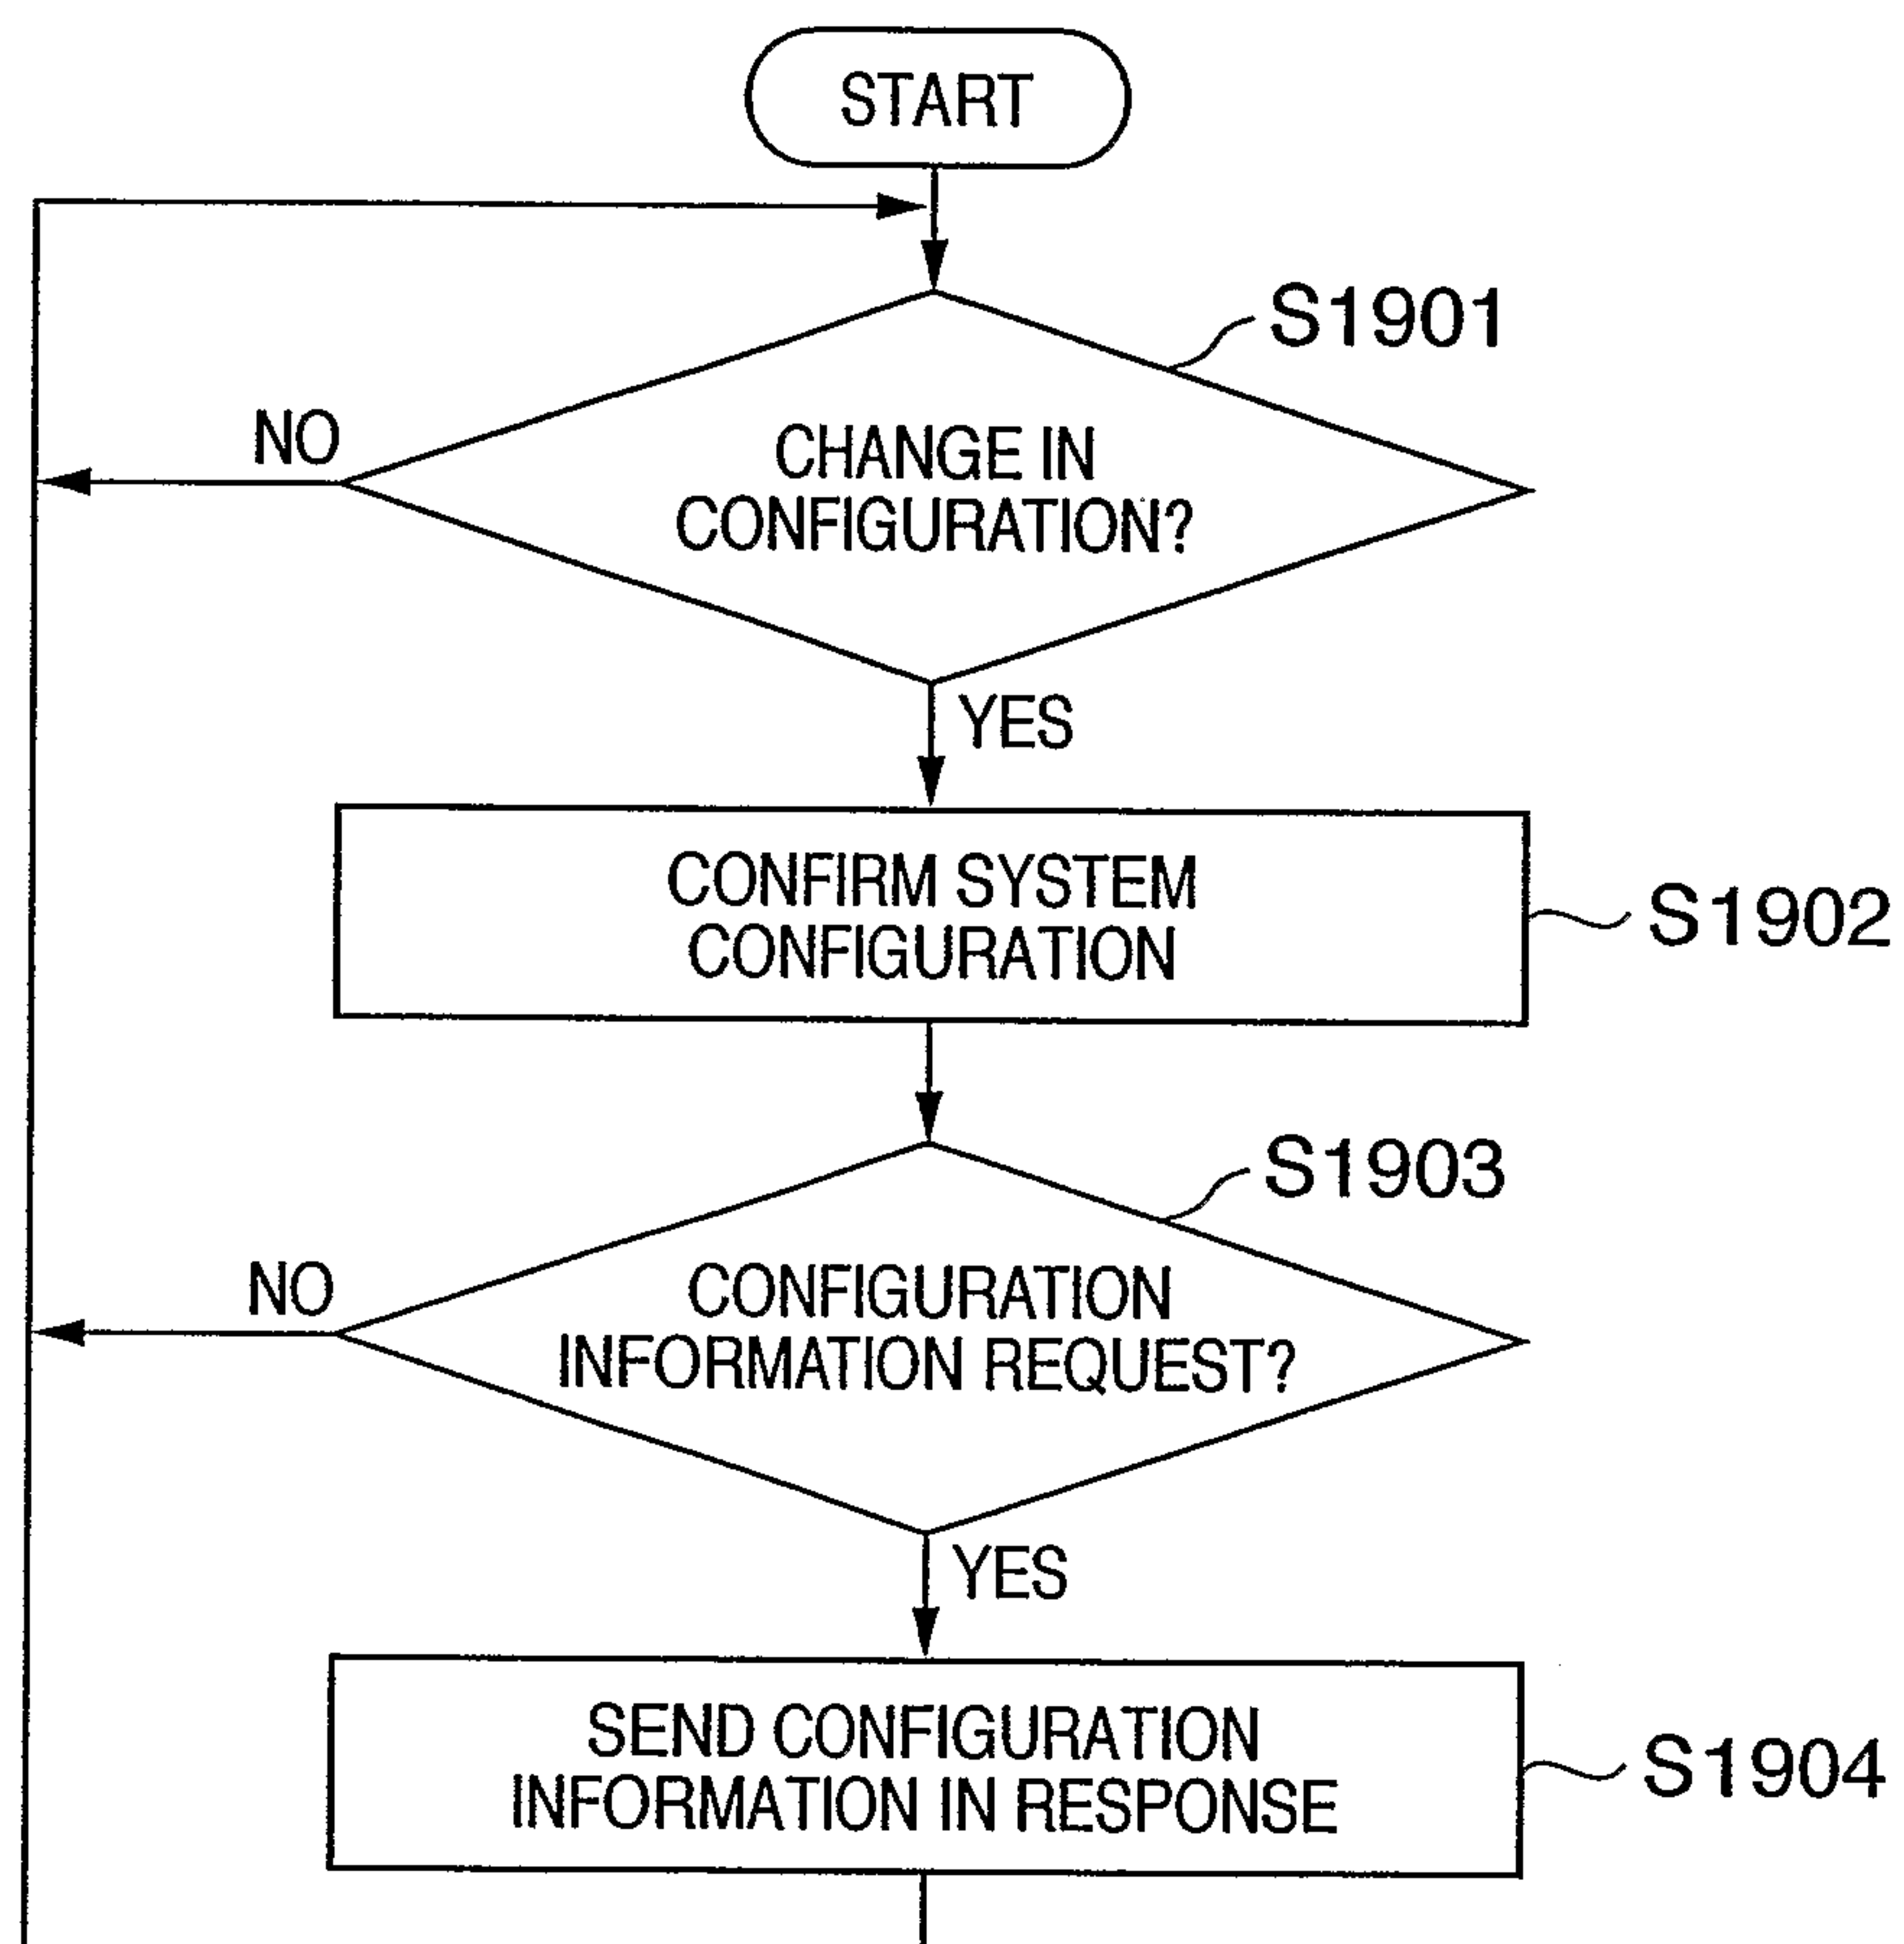 START
S1901
NO
CHANGE IN
CONFIGURATION?
YES
CONFIRM SYSTEM
CONFIGURATION
S1902
S1903
NO
CONFIGURATION
INFORMATION REQUEST?
YES
SEND CONFIGURATION
INFORMATION IN RESPONSE
S1904